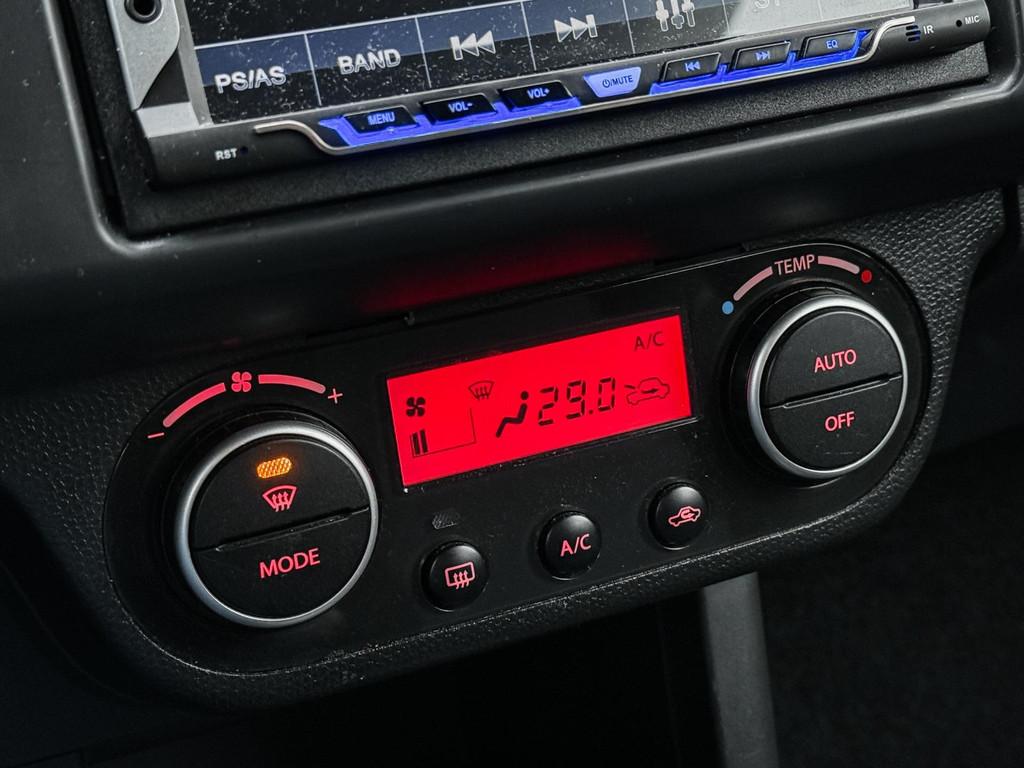 PS/AS BAND
MENU VOL- VOL+ ⏻/MUTE EQ IR MIC
RST
TEMP
A/C
29.0
AUTO
OFF
- +
MODE
A/C